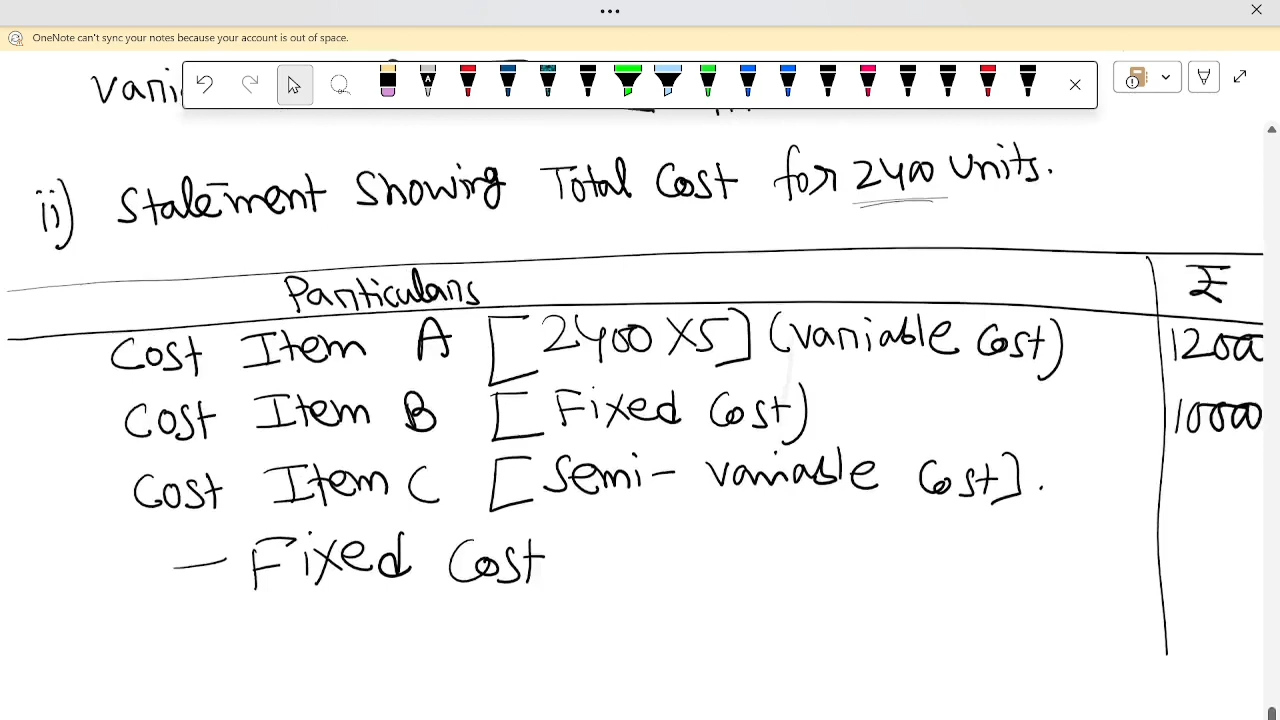 OneNote can't sync your notes because your account is out of space.
Vari
ii) Statement Showing Total Cost for 2400 Units.
Particulars ₹
Cost Item A [2400 X5] (Variable Cost) 12000
Cost Item B [Fixed Cost) 10000
Cost Item C [Semi-variable Cost].
— Fixed Cost